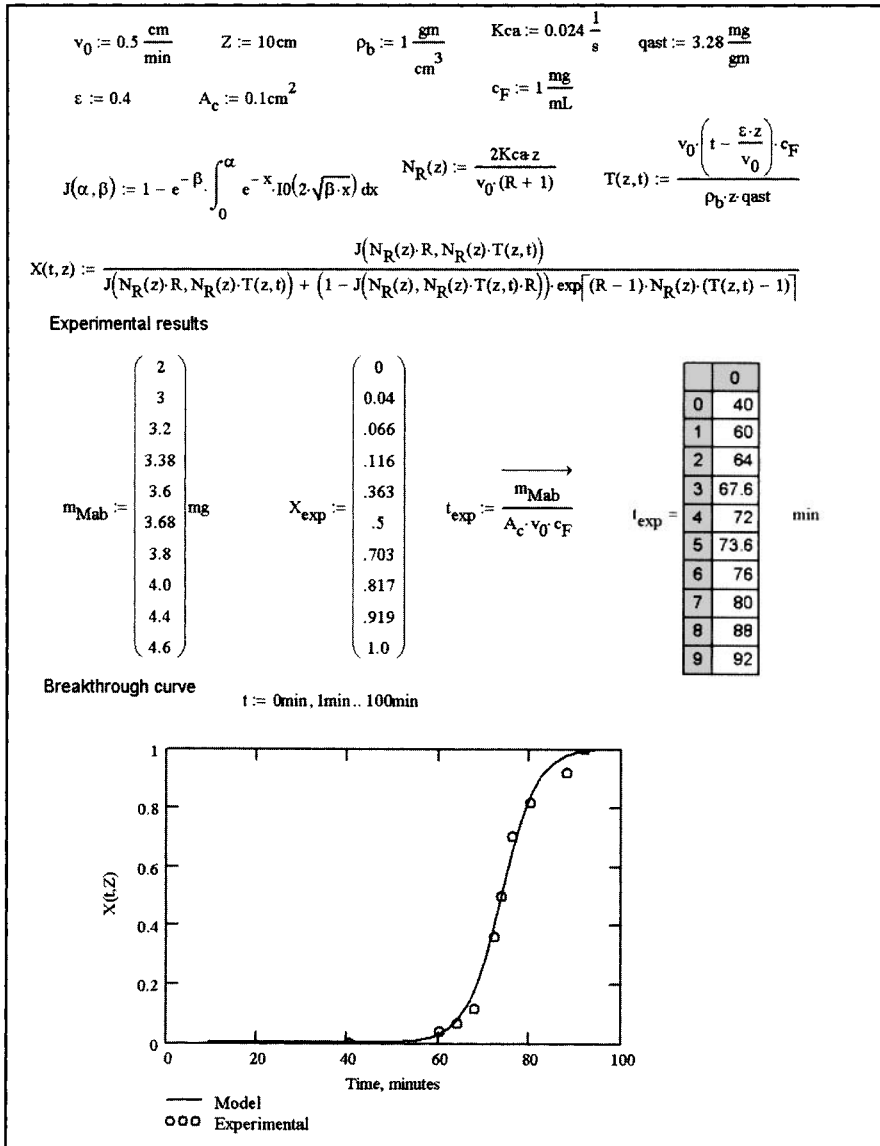 v0 := 0.5 cm/min Z := 10cm ρb := 1 gm/cm^3 Kca := 0.024 1/s qast := 3.28 mg/gm
ε := 0.4 Ac := 0.1cm^2 cF := 1 mg/mL
J(α,β) := 1 − e^(−β) · ∫_0^α e^(−x) · I0(2·√(β·x)) dx NR(z) := 2Kca·z / (v0·(R + 1)) T(z,t) := v0·(t − ε·z/v0)·cF / (ρb·z·qast)
X(t,z) := J(NR(z)·R, NR(z)·T(z,t)) / (J(NR(z)·R, NR(z)·T(z,t)) + (1 − J(NR(z), NR(z)·T(z,t)·R))·exp[(R − 1)·NR(z)·(T(z,t) − 1)])
Experimental results
mMab := (2 3 3.2 3.38 3.6 3.68 3.8 4.0 4.4 4.6) mg
Xexp := (0 0.04 .066 .116 .363 .5 .703 .817 .919 1.0)
texp := mMab / (Ac·v0·cF)
texp = min
0
0 40
1 60
2 64
3 67.6
4 72
5 73.6
6 76
7 80
8 88
9 92
Breakthrough curve
t := 0min, 1min.. 100min
X(t,Z)
1
0.8
0.6
0.4
0.2
0
0 20 40 60 80 100
Time, minutes
Model
Experimental